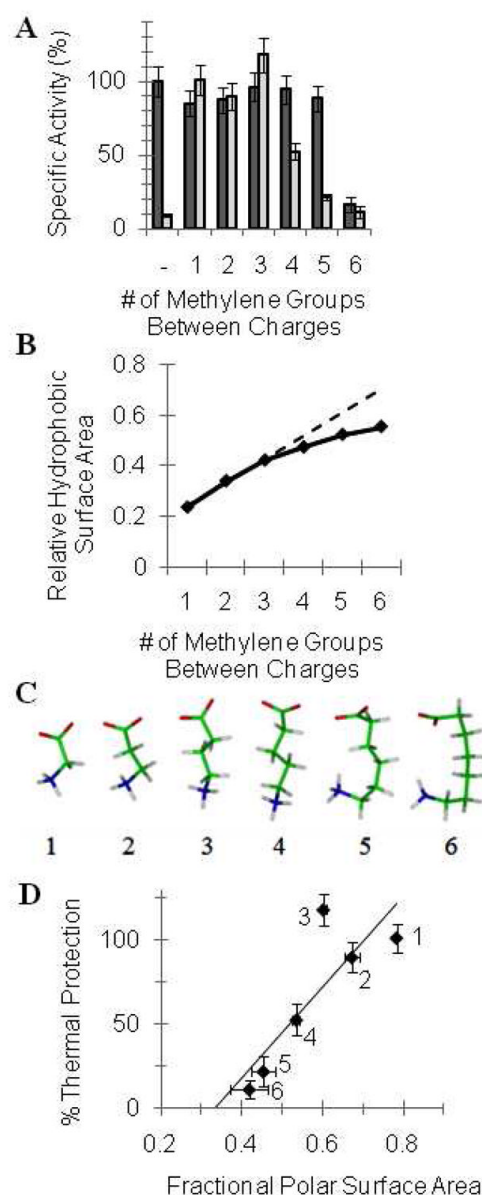 A
Specific Activity (%)
100
50
0
- 1 2 3 4 5 6
# of Methylene Groups
Between Charges
B
Relative Hydrophobic
Surface Area
0.8
0.6
0.4
0.2
0
1 2 3 4 5 6
# of Methylene Groups
Between Charges
C
1 2 3 4 5 6
D
% Thermal Protection
100
50
0
3
1
2
4
5
6
0.2 0.4 0.6 0.8
Fractional Polar Surface Area